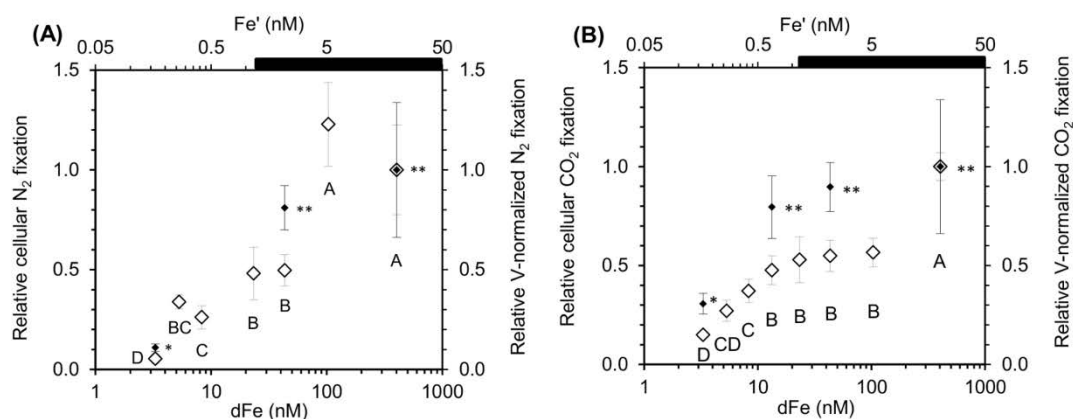 (A)
Fe' (nM)
0.05 0.5 5 50
Relative cellular N2 fixation
1.5
1.0
0.5
0.0
A
**
**
A
B
B
BC
C
D
*
1.5
1.0
0.5
0.0
Relative V-normalized N2 fixation
1 10 100 1000
dFe (nM)
(B)
Fe' (nM)
0.05 0.5 5 50
Relative cellular CO2 fixation
1.5
1.0
0.5
0.0
**
**
**
A
*
B B B B
C
CD
D
1.5
1.0
0.5
0.0
Relative V-normalized CO2 fixation
1 10 100 1000
dFe (nM)